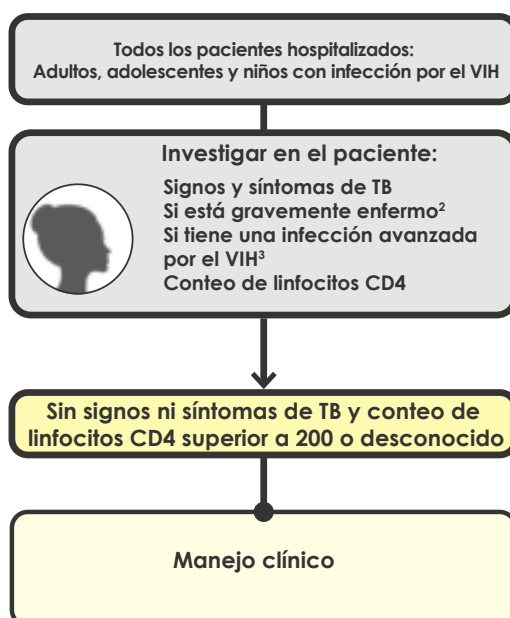 Todos los pacientes hospitalizados:
Adultos, adolescentes y niños con infección por el VIH
Investigar en el paciente:
Signos y síntomas de TB
Si está gravemente enfermo²
Si tiene una infección avanzada
por el VIH³
Conteo de linfocitos CD4
Sin signos ni síntomas de TB y conteo de
linfocitos CD4 superior a 200 o desconocido
Manejo clínico